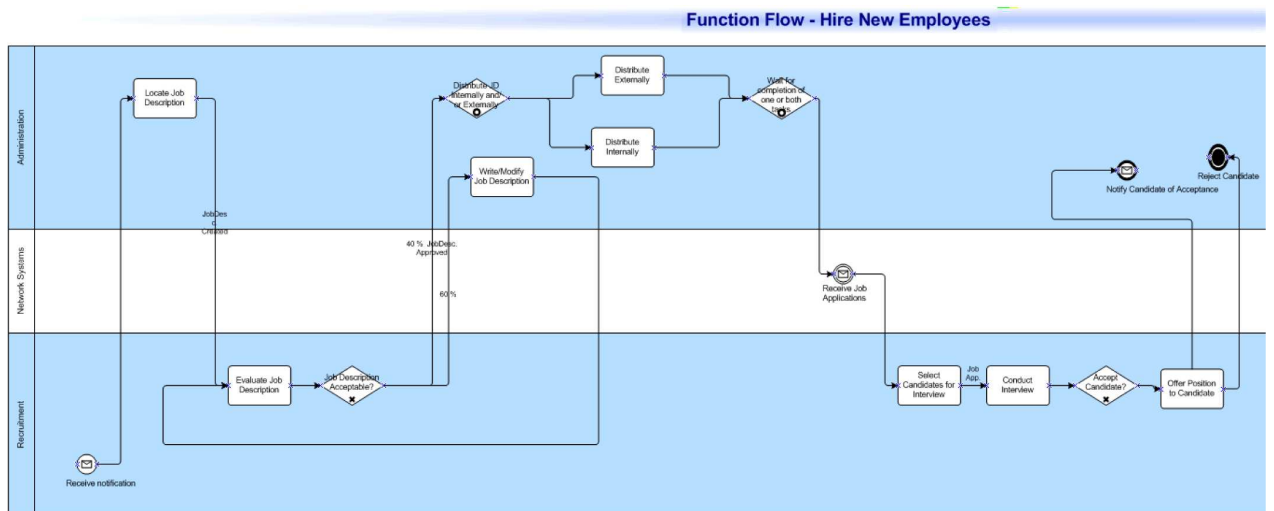 Function Flow - Hire New Employees
Administration
Locate Job
Description
Distribute JD
Internally and/
or Externally
Distribute
Externally
Distribute
Internally
Wait for
completion of
one or both
tasks
Write/Modify
Job Description
Notify Candidate of Acceptance
Reject Candidate
JobDes
c.
Created
Network Systems
40 % JobDesc.
Approved
60 %
Receive Job
Applications
Recruitment
Evaluate Job
Description
Job Description
Acceptable?
Select
Candidates for
Interview
Job
App.
Conduct
Interview
Accept
Candidate?
Offer Position
to Candidate
Receive notification